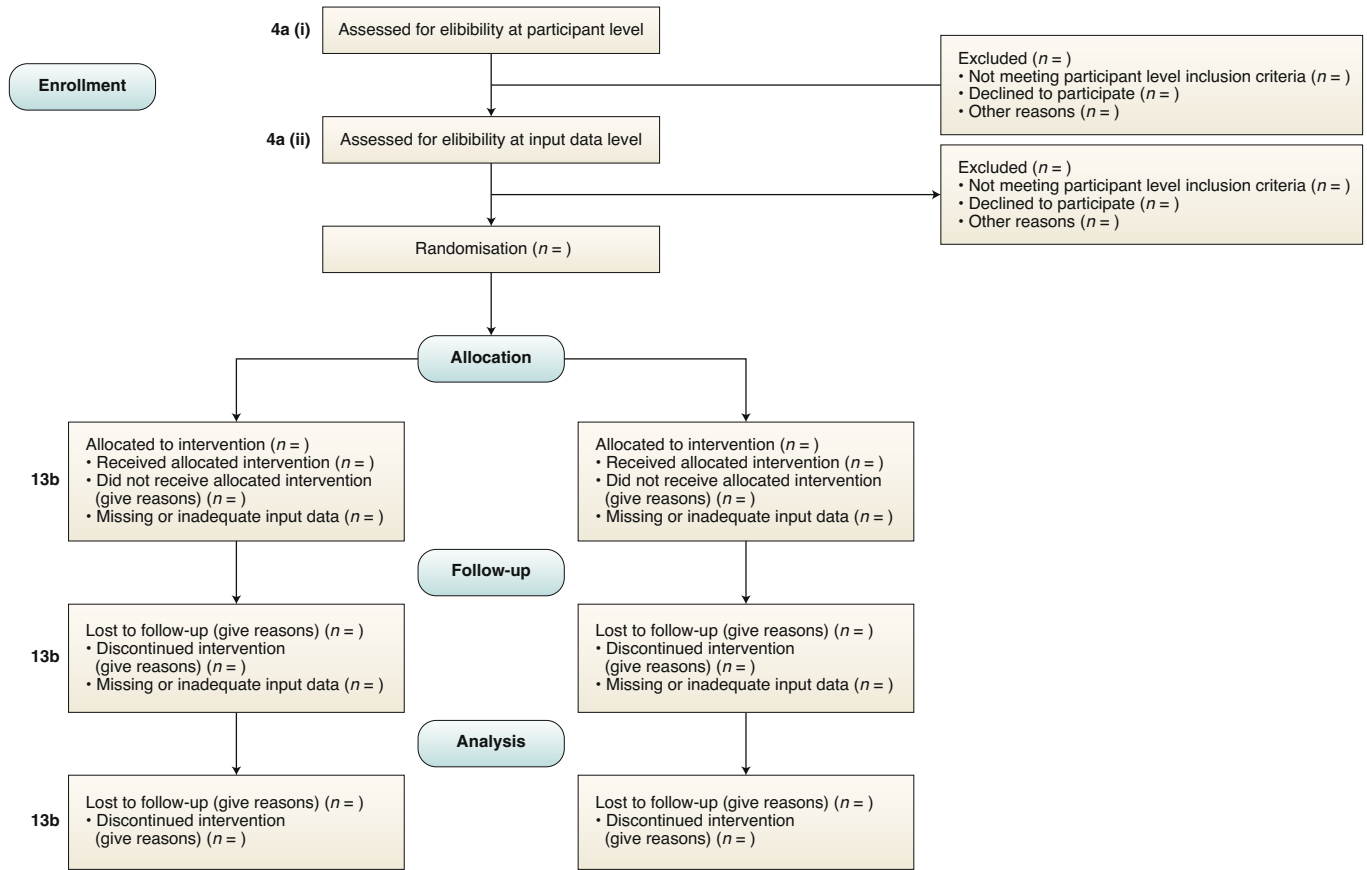 4a (i)
Assessed for elibibility at participant level
Enrollment
Excluded (n = )
• Not meeting participant level inclusion criteria (n = )
• Declined to participate (n = )
• Other reasons (n = )
4a (ii)
Assessed for elibibility at input data level
Excluded (n = )
• Not meeting participant level inclusion criteria (n = )
• Declined to participate (n = )
• Other reasons (n = )
Randomisation (n = )
Allocation
13b
Allocated to intervention (n = )
• Received allocated intervention (n = )
• Did not receive allocated intervention
(give reasons) (n = )
• Missing or inadequate input data (n = )
Allocated to intervention (n = )
• Received allocated intervention (n = )
• Did not receive allocated intervention
(give reasons) (n = )
• Missing or inadequate input data (n = )
Follow-up
13b
Lost to follow-up (give reasons) (n = )
• Discontinued intervention
(give reasons) (n = )
• Missing or inadequate input data (n = )
Lost to follow-up (give reasons) (n = )
• Discontinued intervention
(give reasons) (n = )
• Missing or inadequate input data (n = )
Analysis
13b
Lost to follow-up (give reasons) (n = )
• Discontinued intervention
(give reasons) (n = )
Lost to follow-up (give reasons) (n = )
• Discontinued intervention
(give reasons) (n = )